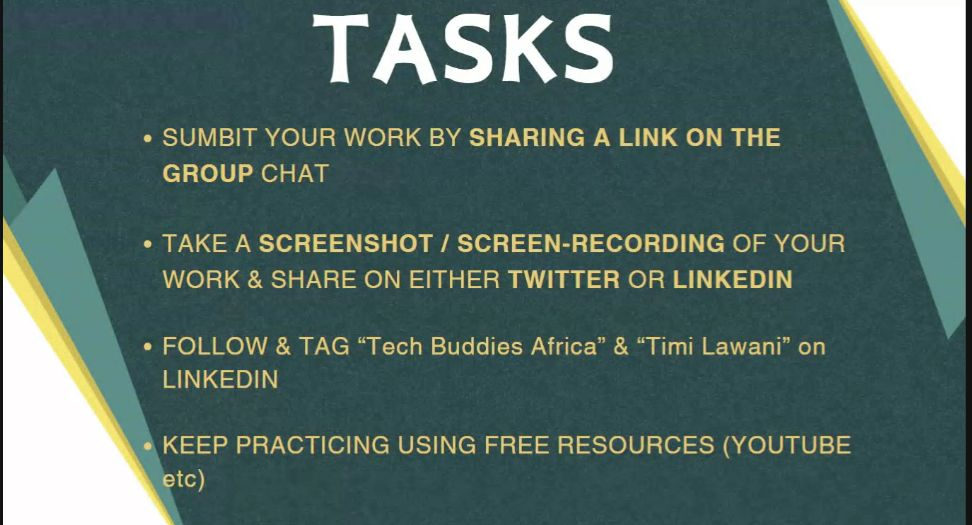 TASKS
• SUMBIT YOUR WORK BY SHARING A LINK ON THE
GROUP CHAT
• TAKE A SCREENSHOT / SCREEN-RECORDING OF YOUR
WORK & SHARE ON EITHER TWITTER OR LINKEDIN
• FOLLOW & TAG “Tech Buddies Africa” & “Timi Lawani” on
LINKEDIN
• KEEP PRACTICING USING FREE RESOURCES (YOUTUBE
etc)